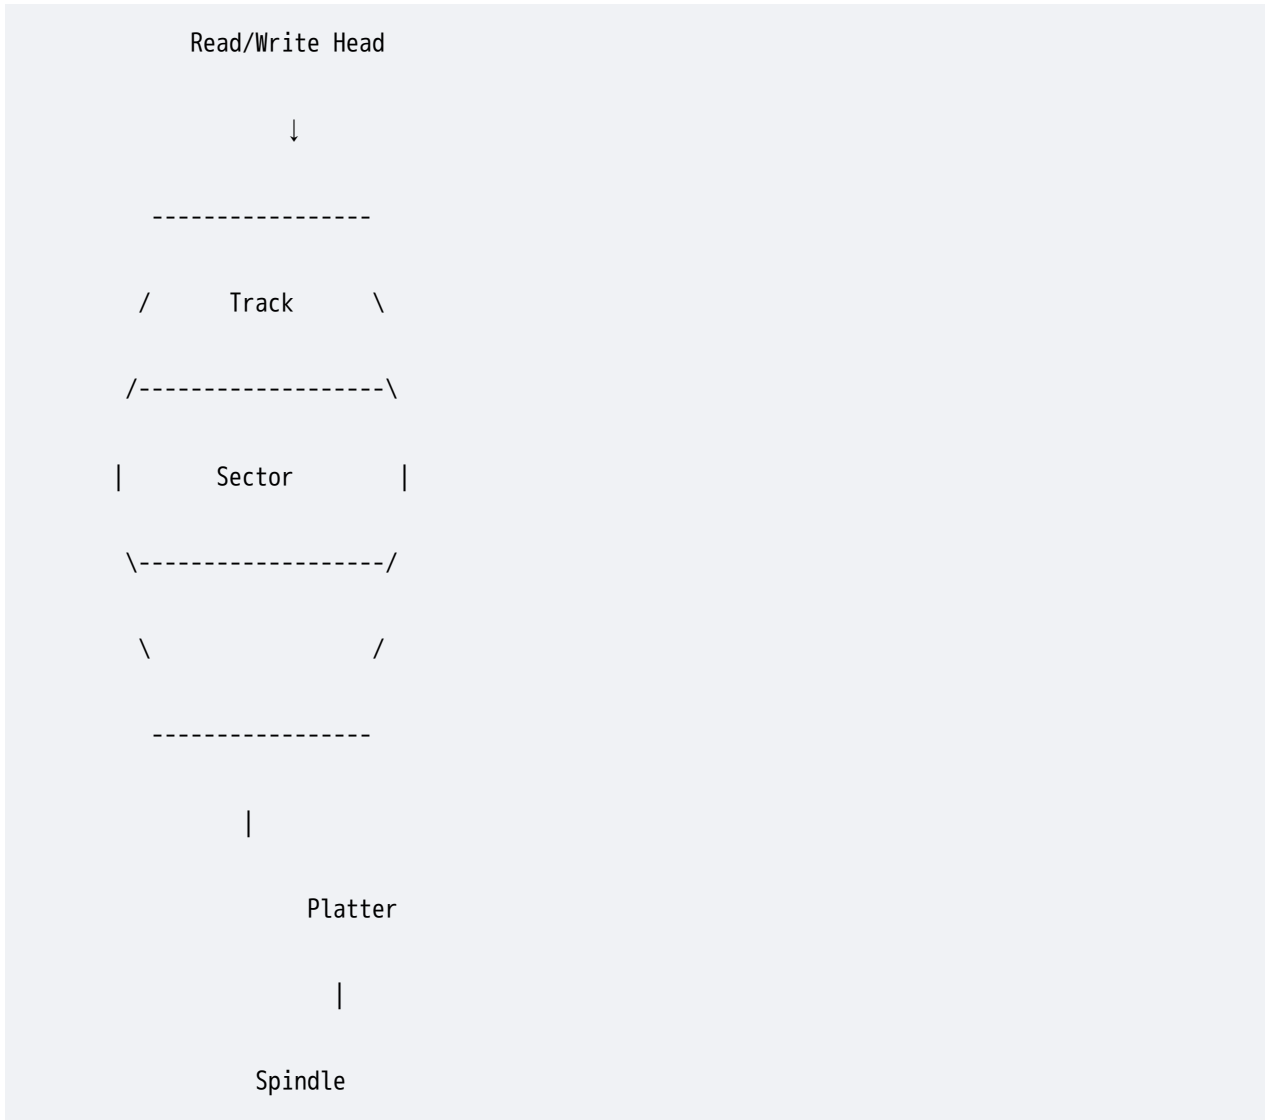 Read/Write Head
↓
-----------------
/ Track \
/-------------------\
| Sector |
\-------------------/
\ /
-----------------
|
Platter
|
Spindle